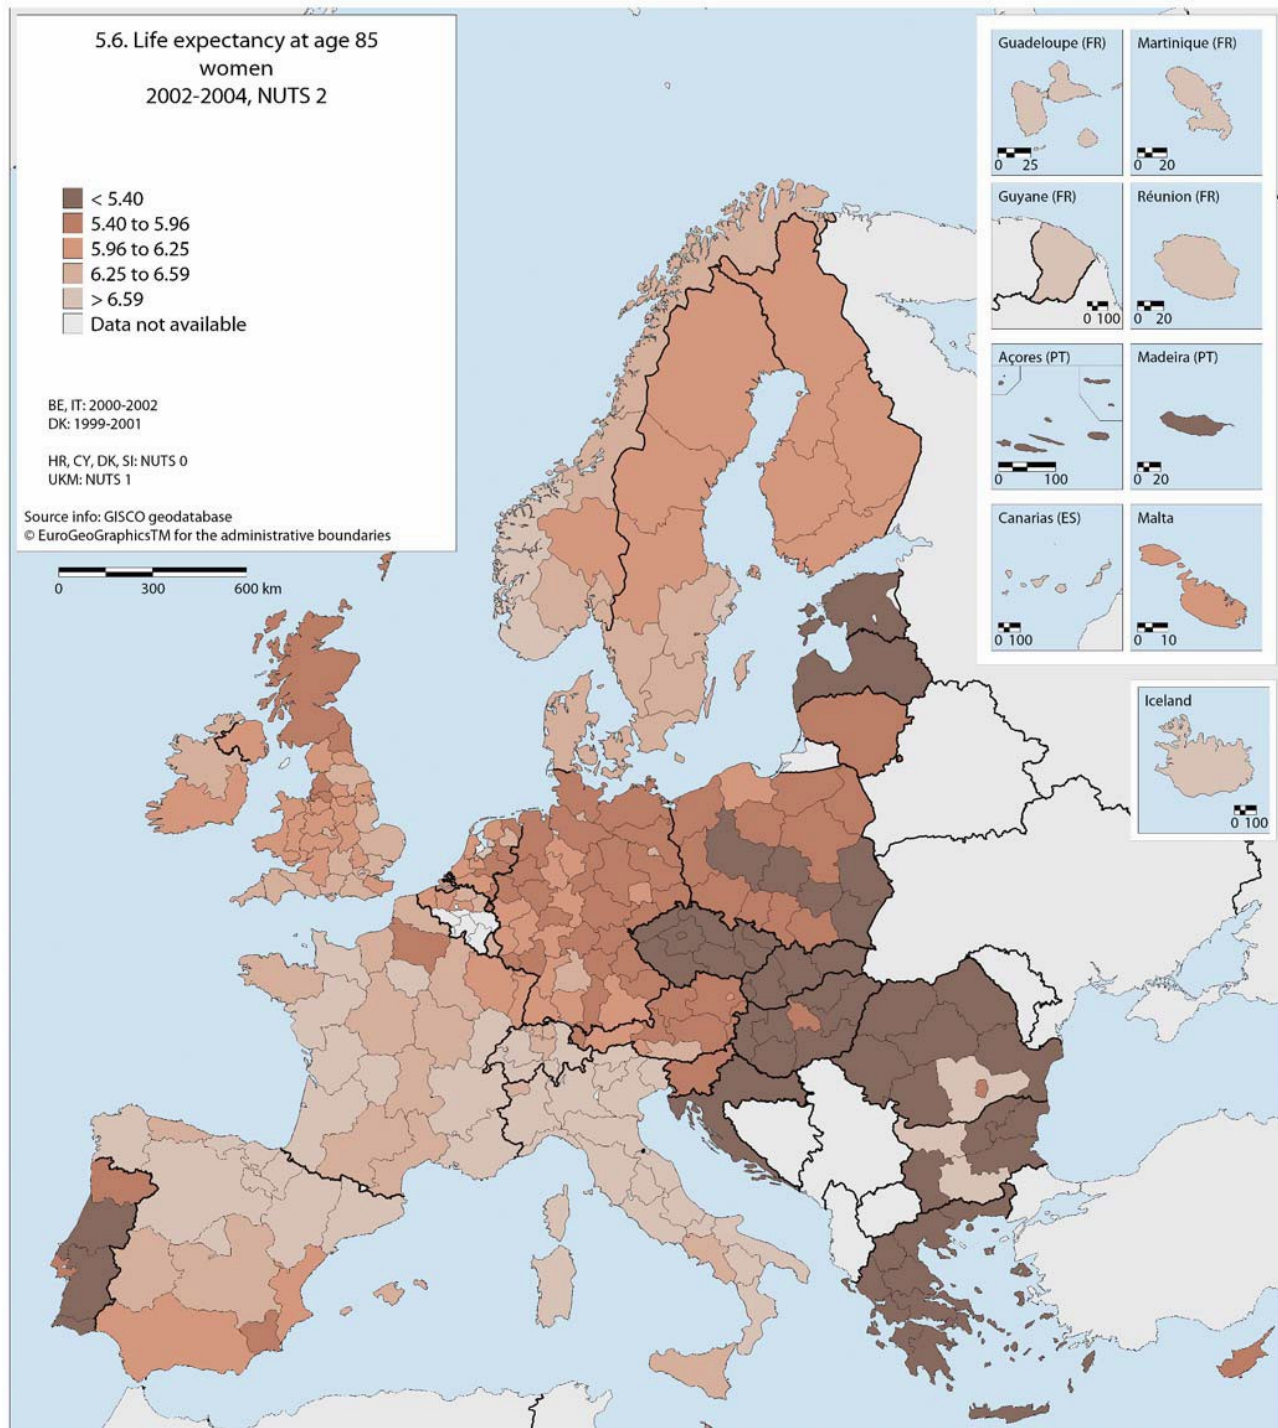 5.6. Life expectancy at age 85
women
2002-2004, NUTS 2
< 5.40
5.40 to 5.96
5.96 to 6.25
6.25 to 6.59
> 6.59
Data not available
BE, IT: 2000-2002
DK: 1999-2001
HR, CY, DK, SI: NUTS 0
UKM: NUTS 1
Source info: GISCO geodatabase
© EuroGeoGraphicsTM for the administrative boundaries
0 300 600 km
Guadeloupe (FR)
0 25
Martinique (FR)
0 20
Guyane (FR)
0 100
Réunion (FR)
0 20
Açores (PT)
0 100
Madeira (PT)
0 20
Canarias (ES)
0 100
Malta
0 10
Iceland
0 100